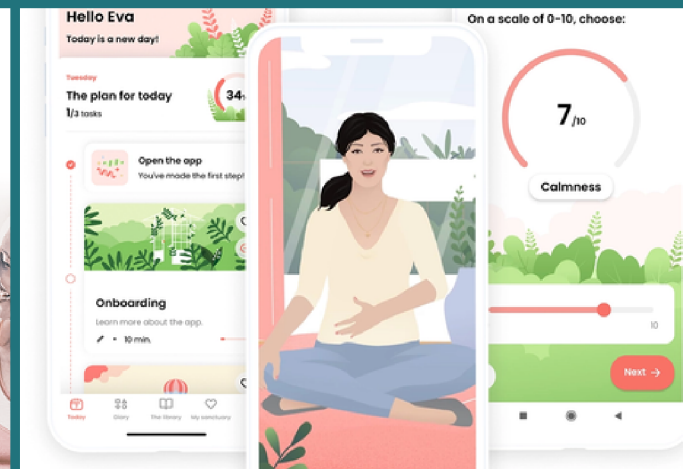 Hello Eva
Today is a new day!
Tuesday
The plan for today
1/3 tasks
34
Open the app
You've made the first step!
Onboarding
Learn more about the app.
10 min.
Today
Diary
The library
My sanctuary
On a scale of 0-10, choose:
7/10
Calmness
10
Next →